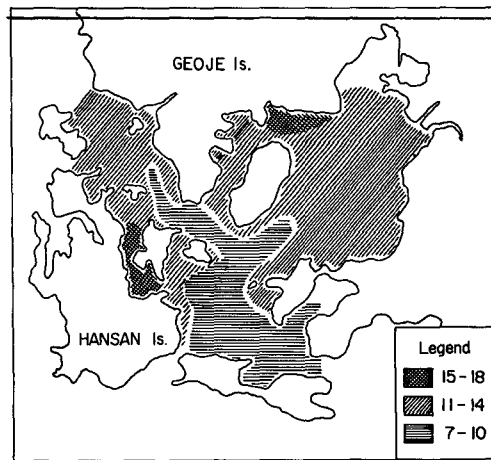 GEOJE Is.
HANSAN Is.
Legend
15-18
11-14
7-10